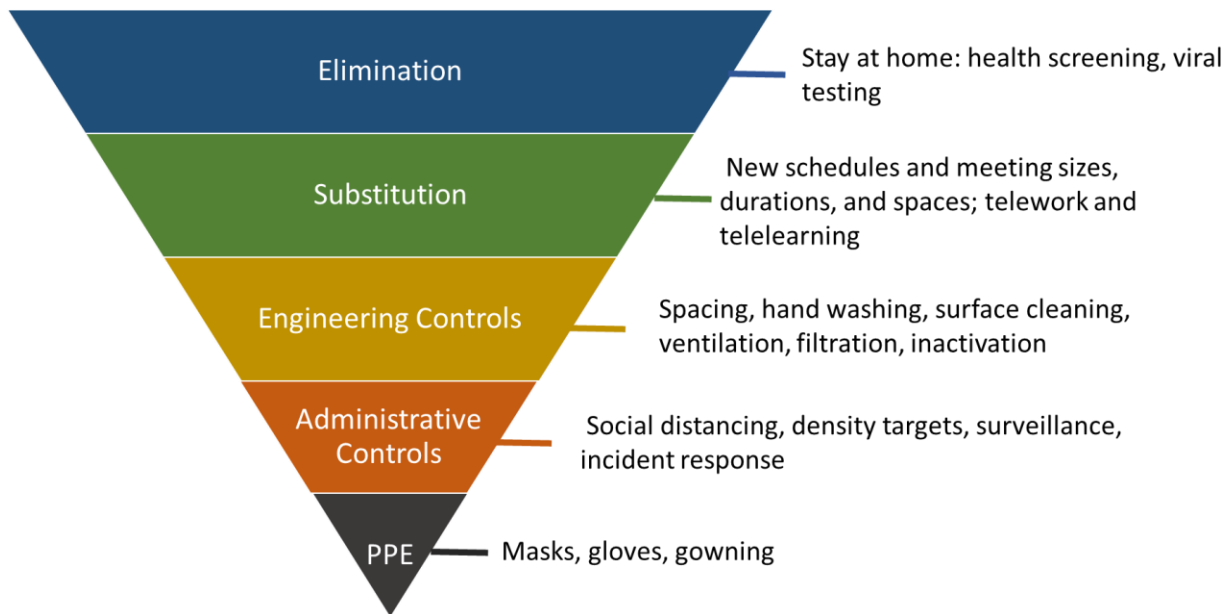 Elimination
Stay at home: health screening, viral
testing
Substitution
New schedules and meeting sizes,
durations, and spaces; telework and
telelearning
Engineering Controls
Spacing, hand washing, surface cleaning,
ventilation, filtration, inactivation
Administrative
Controls
Social distancing, density targets, surveillance,
incident response
PPE
Masks, gloves, gowning